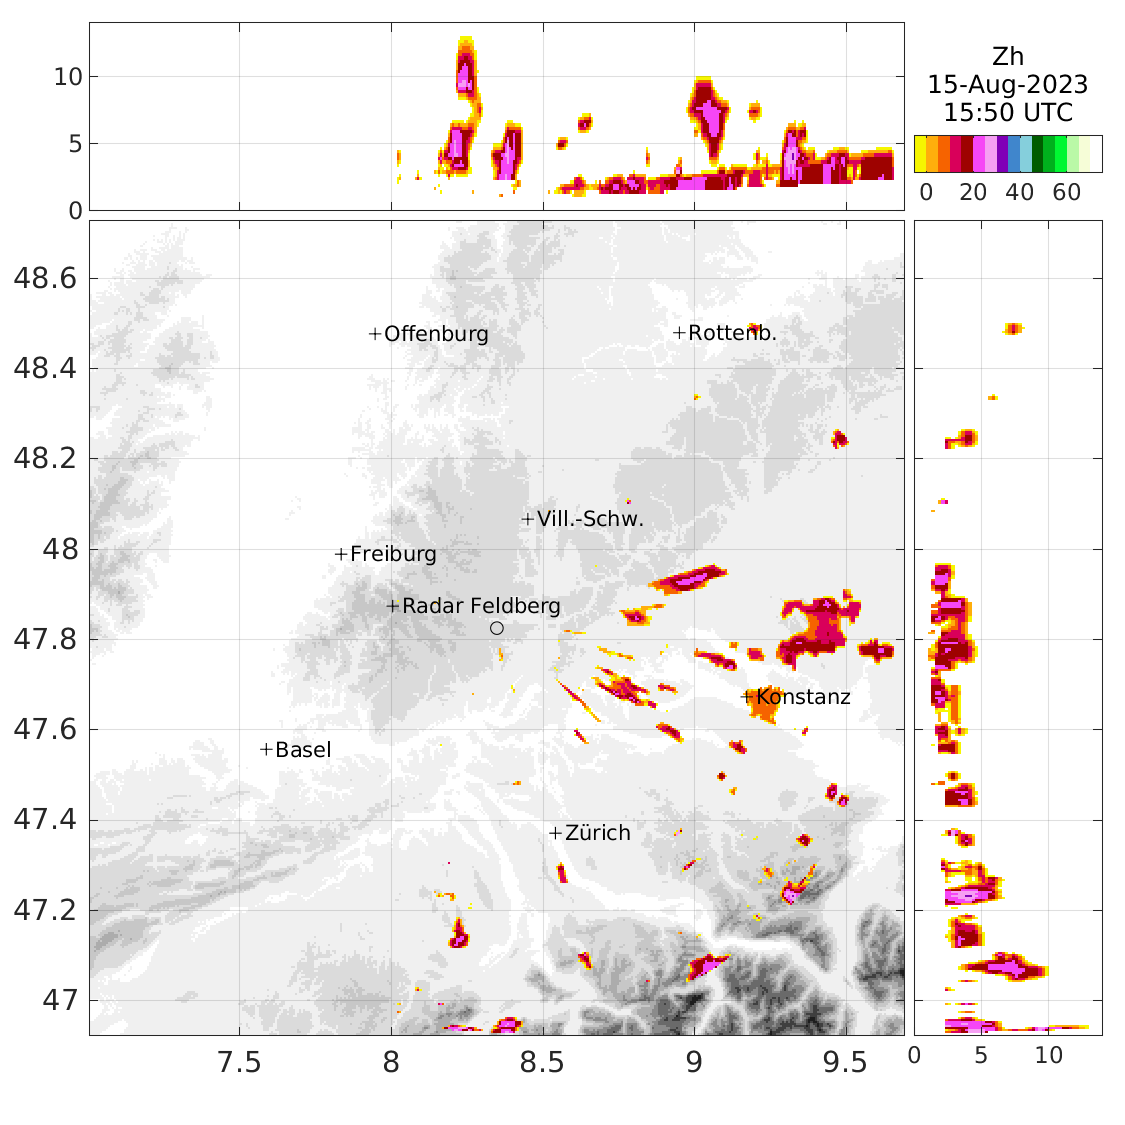 Zh
15-Aug-2023
15:50 UTC
10
5
0
0 20 40 60
48.6
48.4
48.2
48
47.8
47.6
47.4
47.2
47
+Offenburg
+Rottenb.
+Vill.-Schw.
+Freiburg
+Radar Feldberg
+Konstanz
+Basel
+Zürich
7.5 8 8.5 9 9.5
0 5 10